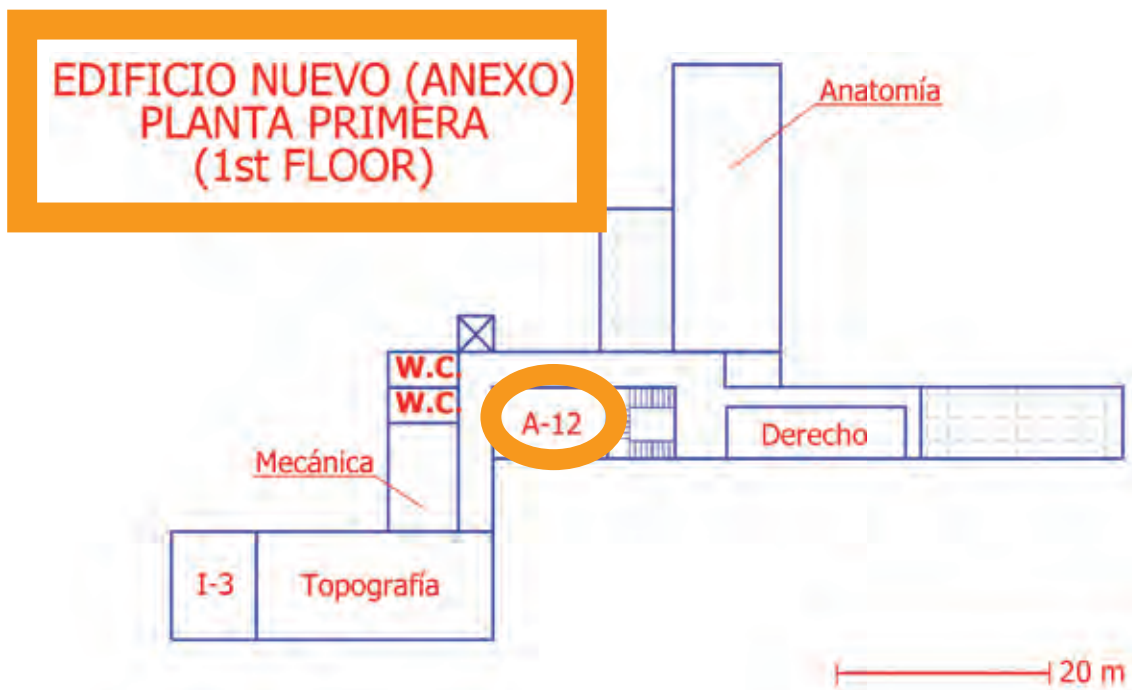 EDIFICIO NUEVO (ANEXO)
PLANTA PRIMERA
(1st FLOOR)
Anatomía
W.C.
W.C.
A-12
Derecho
Mecánica
I-3
Topografía
20 m